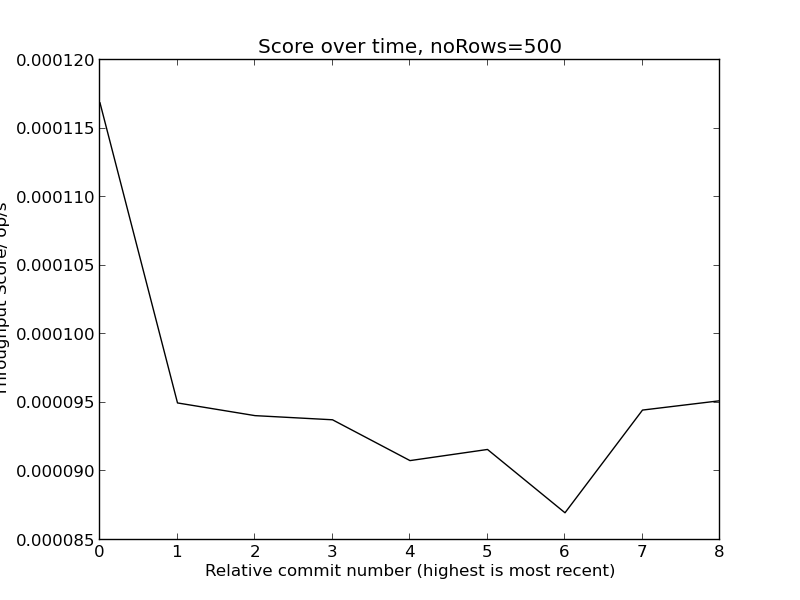 Score over time, noRows=500
0.000120
0.000115
0.000110
0.000105
0.000100
0.000095
0.000090
0.000085
Throughput Score/ op/s
0 1 2 3 4 5 6 7 8
Relative commit number (highest is most recent)